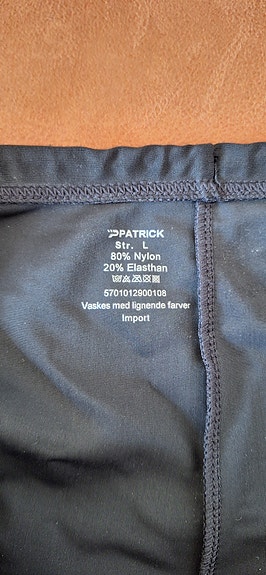 PATRICK
Str. L
80% Nylon
20% Elasthan
5701012900108
Vaskes med lignende farver
Import